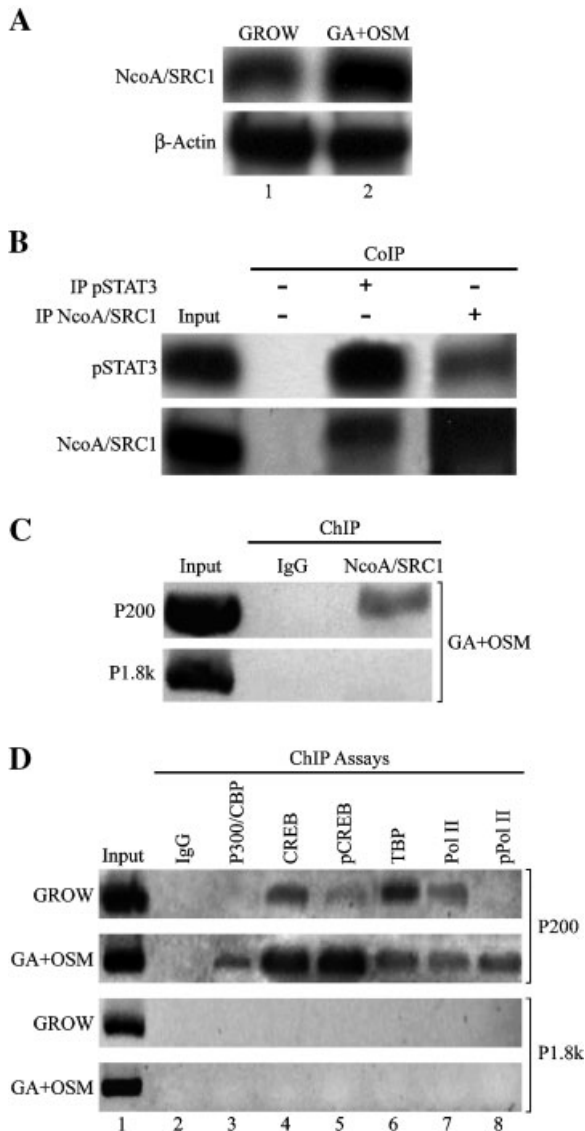 A
GROW GA+OSM
NcoA/SRC1
β-Actin
1 2
B
CoIP
IP pSTAT3 - + -
IP NcoA/SRC1 Input - - +
pSTAT3
NcoA/SRC1
C
ChIP
Input IgG NcoA/SRC1
P200
P1.8k
GA+OSM
D
ChIP Assays
Input IgG P300/CBP CREB pCREB TBP Pol II pPol II
GROW
GA+OSM
P200
GROW
GA+OSM
P1.8k
1 2 3 4 5 6 7 8